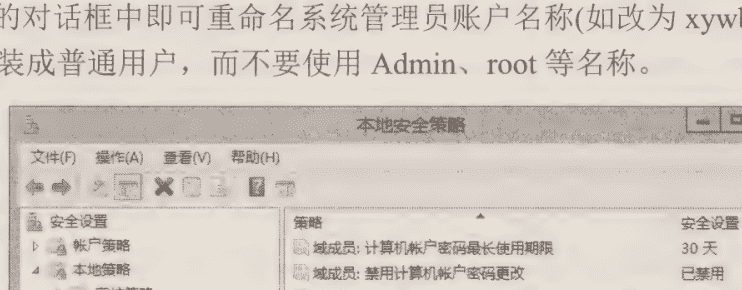 的对话框中即可重命名系统管理员账户名称(如改为 xywb
装成普通用户，而不要使用 Admin、root 等名称。
本地安全策略
文件(F) 操作(A) 查看(V) 帮助(H)
安全设置
帐户策略
本地策略
策略 安全设置
域成员: 计算机帐户密码最长使用期限 30 天
域成员: 禁用计算机帐户密码更改 已禁用